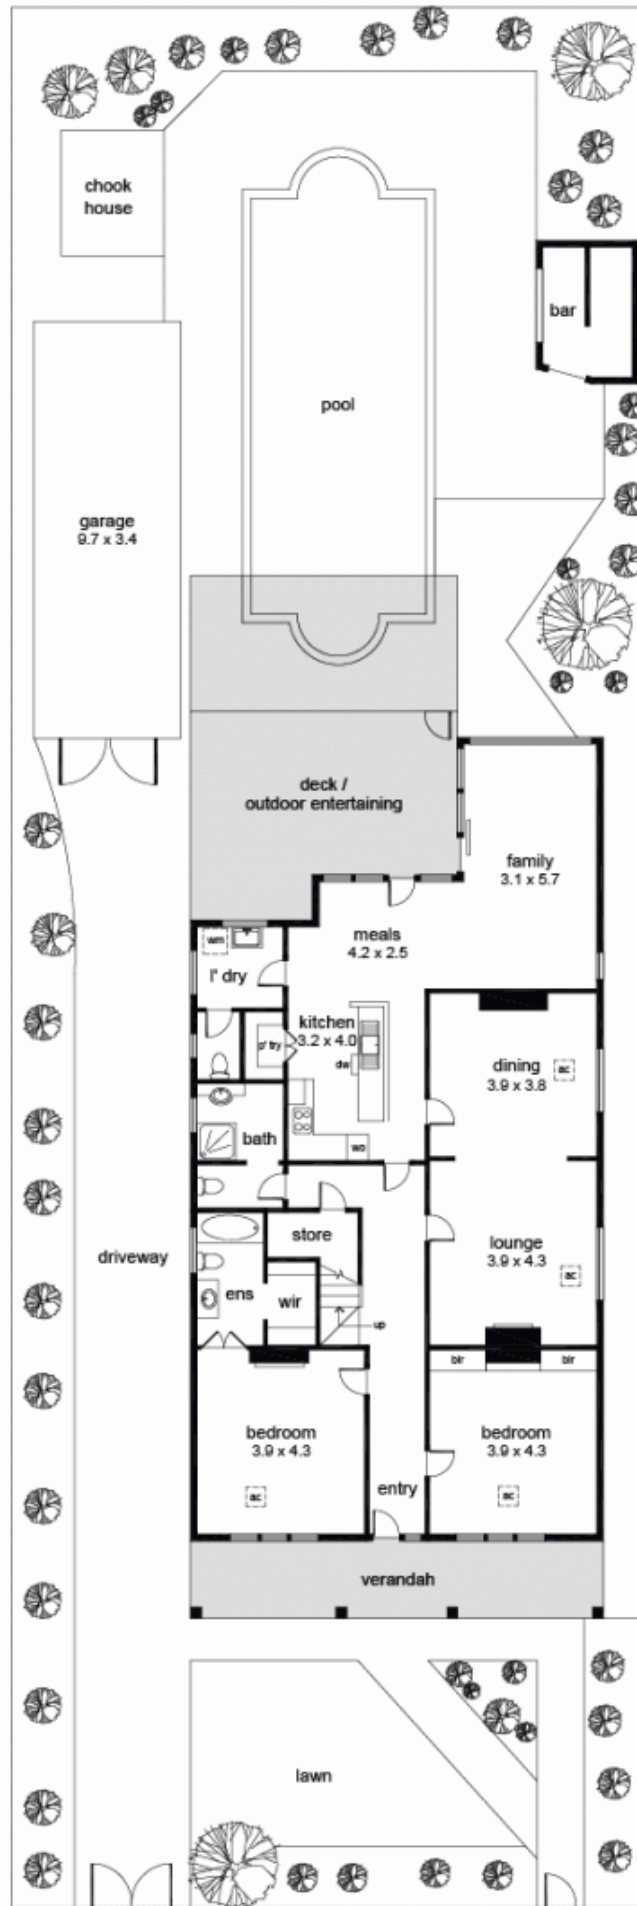 chook
house
bar
pool
garage
9.7 x 3.4
deck /
outdoor entertaining
family
3.1 x 5.7
meals
4.2 x 2.5
wm
l' dry
kitchen
3.2 x 4.0
p' try
dw
dining
3.9 x 3.8
ac
bath
wo
store
lounge
3.9 x 4.3
ac
driveway
ens
wir
up
bir
bir
bedroom
3.9 x 4.3
ac
bedroom
3.9 x 4.3
ac
entry
verandah
lawn